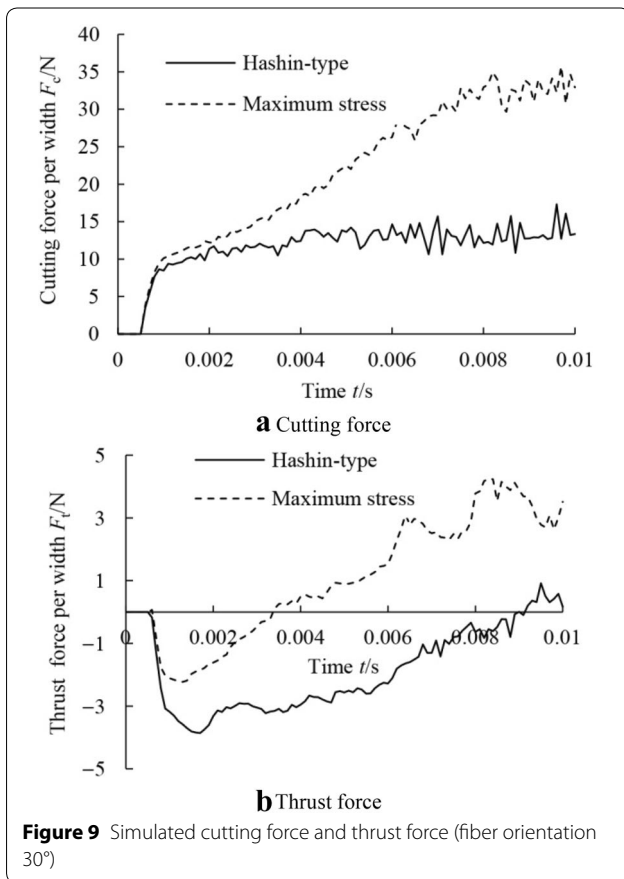 40
35
30
25
20
15
10
5
0
Cutting force per width Fc/N
Hashin-type
Maximum stress
0 0.002 0.004 0.006 0.008 0.01
Time t/s
a Cutting force
5
3
1
−1
−3
−5
Thrust force per width Ft/N
Hashin-type
Maximum stress
0 0.002 0.004 0.006 0.008 0.01
Time t/s
b Thrust force
Figure 9 Simulated cutting force and thrust force (fiber orientation
30°)